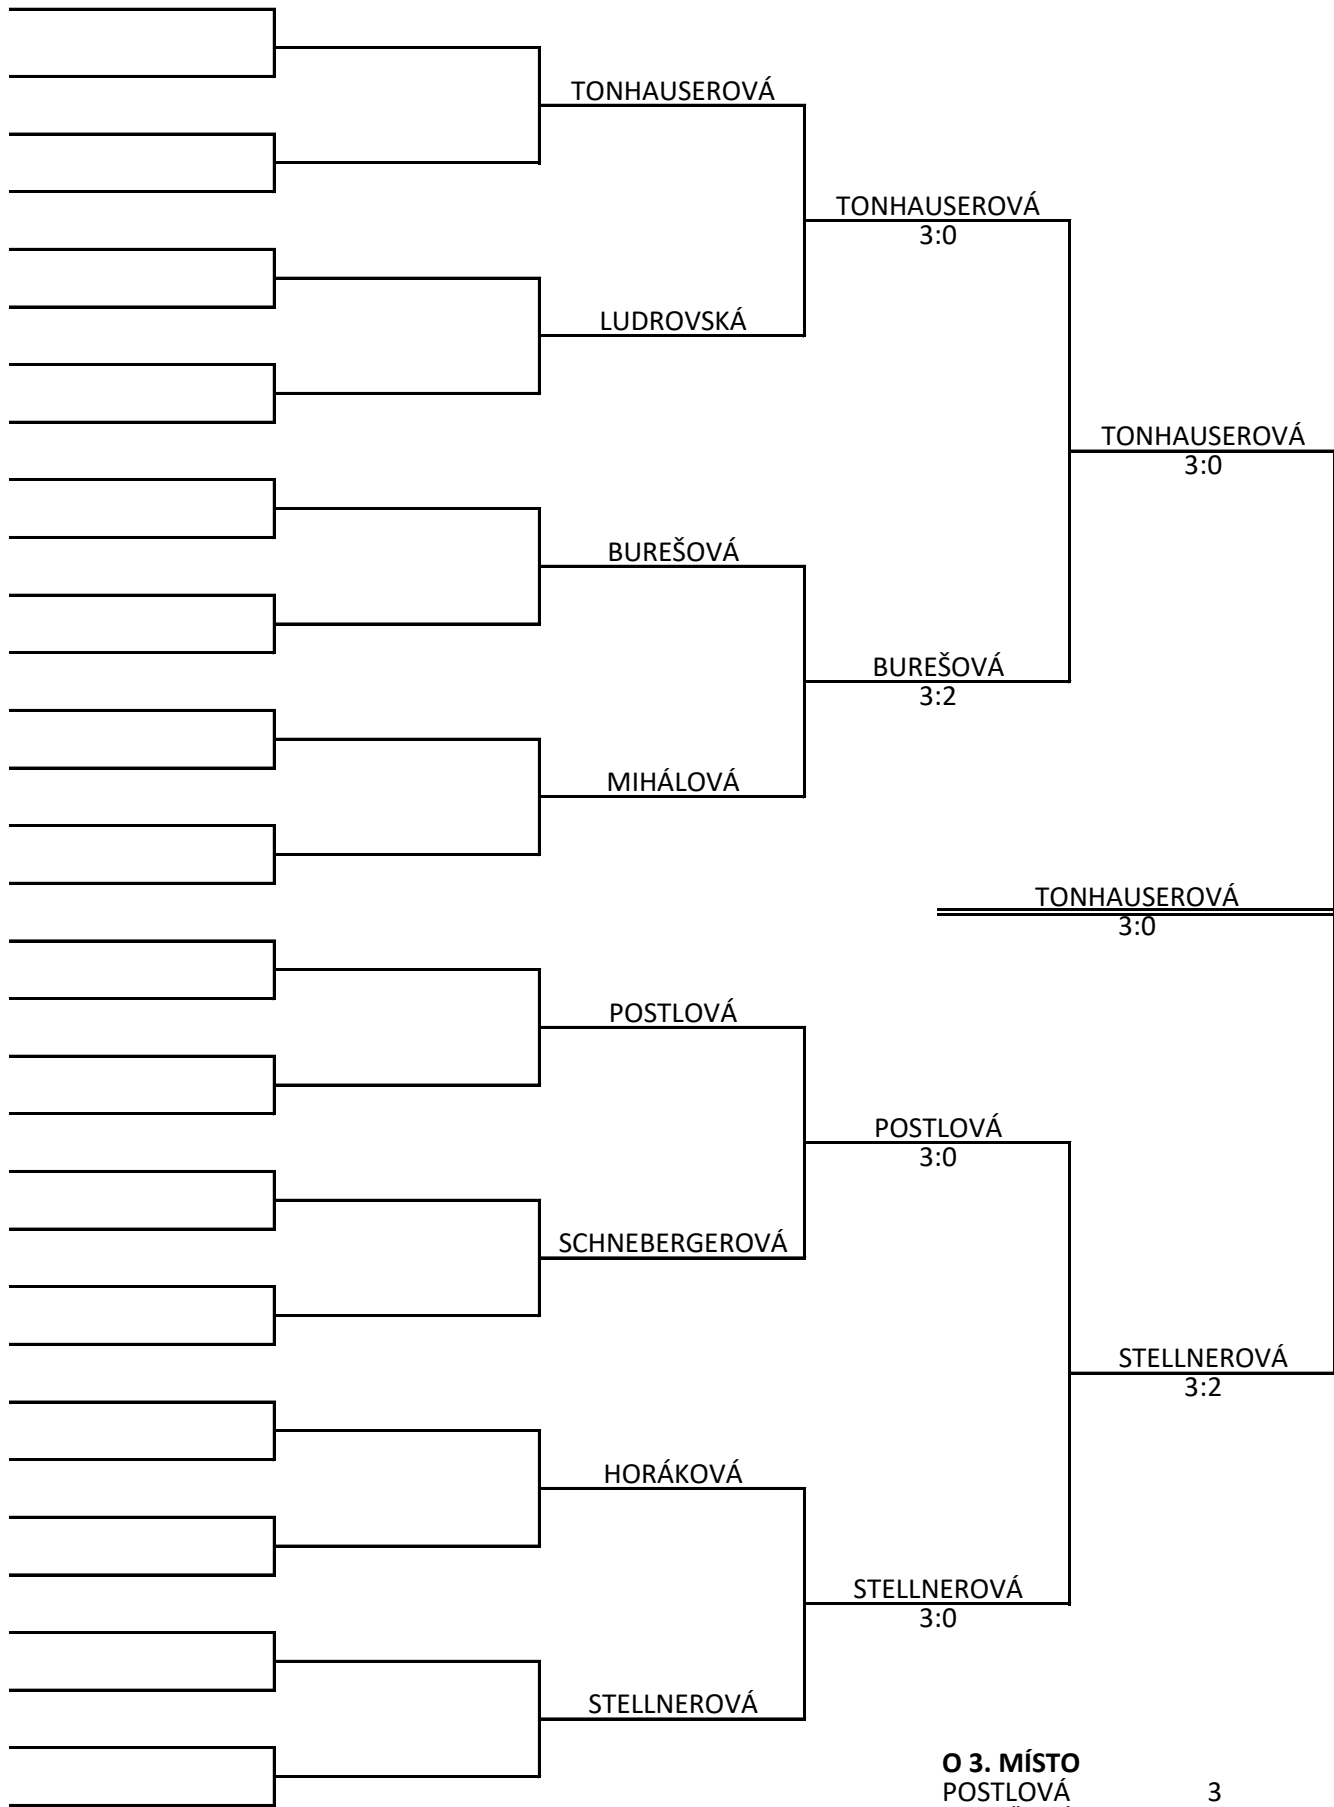 TONHAUSEROVÁ
TONHAUSEROVÁ
3:0
LUDROVSKÁ
TONHAUSEROVÁ
3:0
BUREŠOVÁ
BUREŠOVÁ
3:2
MIHÁLOVÁ
TONHAUSEROVÁ
3:0
POSTLOVÁ
POSTLOVÁ
3:0
SCHNEBERGEROVÁ
STELLNEROVÁ
3:2
HORÁKOVÁ
STELLNEROVÁ
3:0
STELLNEROVÁ
O 3. MÍSTO
POSTLOVÁ 3